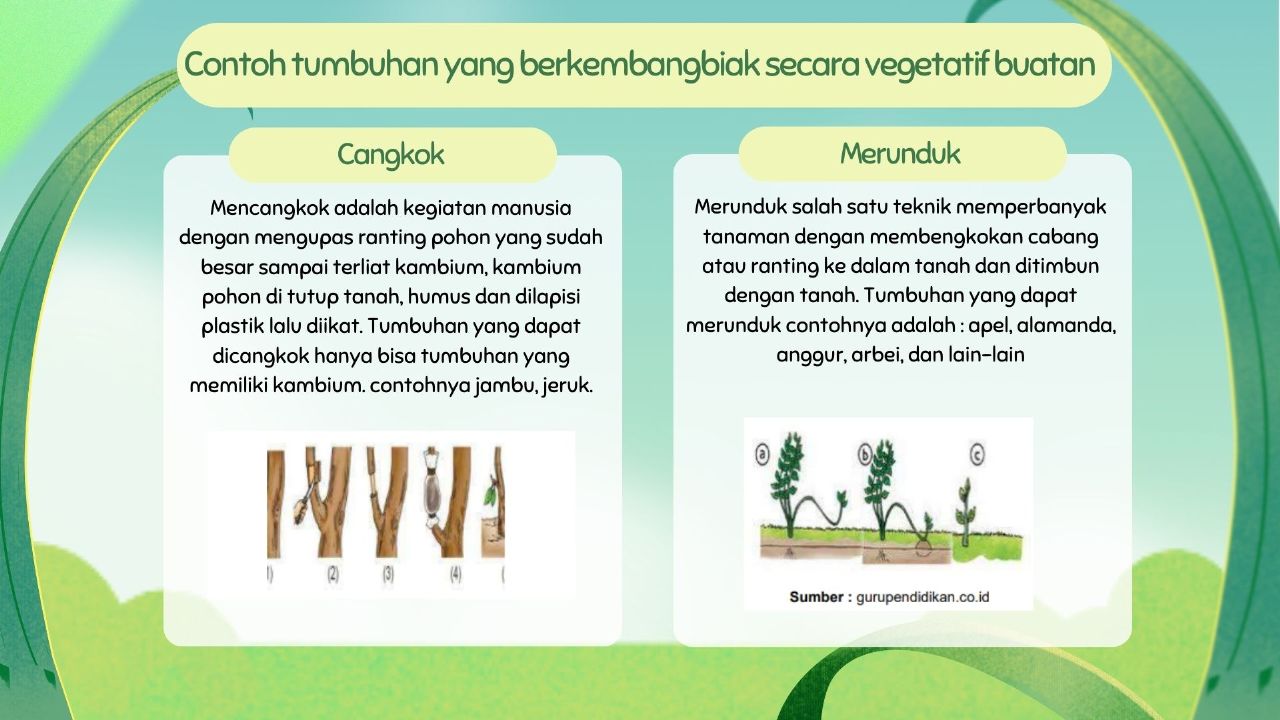 Contoh tumbuhan yang berkembangbiak secara vegetatif buatan
Cangkok
Mencangkok adalah kegiatan manusia
dengan mengupas ranting pohon yang sudah
besar sampai terliat kambium, kambium
pohon di tutup tanah, humus dan dilapisi
plastik lalu diikat. Tumbuhan yang dapat
dicangkok hanya bisa tumbuhan yang
memiliki kambium. contohnya jambu, jeruk.
(2) (3) (4)
Merunduk
Merunduk salah satu teknik memperbanyak
tanaman dengan membengkokan cabang
atau ranting ke dalam tanah dan ditimbun
dengan tanah. Tumbuhan yang dapat
merunduk contohnya adalah : apel, alamanda,
anggur, arbei, dan lain-lain
a b c
Sumber : gurupendidikan.co.id